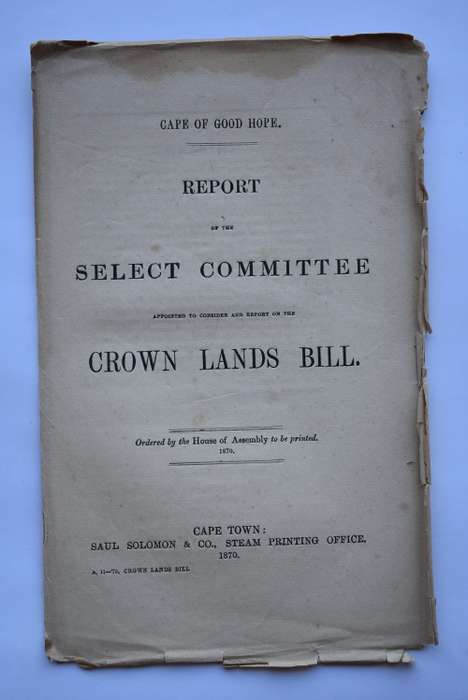 CAPE OF GOOD HOPE.
REPORT
OF THE
SELECT COMMITTEE
APPOINTED TO CONSIDER AND REPORT ON THE
CROWN LANDS BILL.
Ordered by the House of Assembly to be printed.
1870.
CAPE TOWN:
SAUL SOLOMON & CO., STEAM PRINTING OFFICE.
1870.
A. 11—70, CROWN LANDS BILL